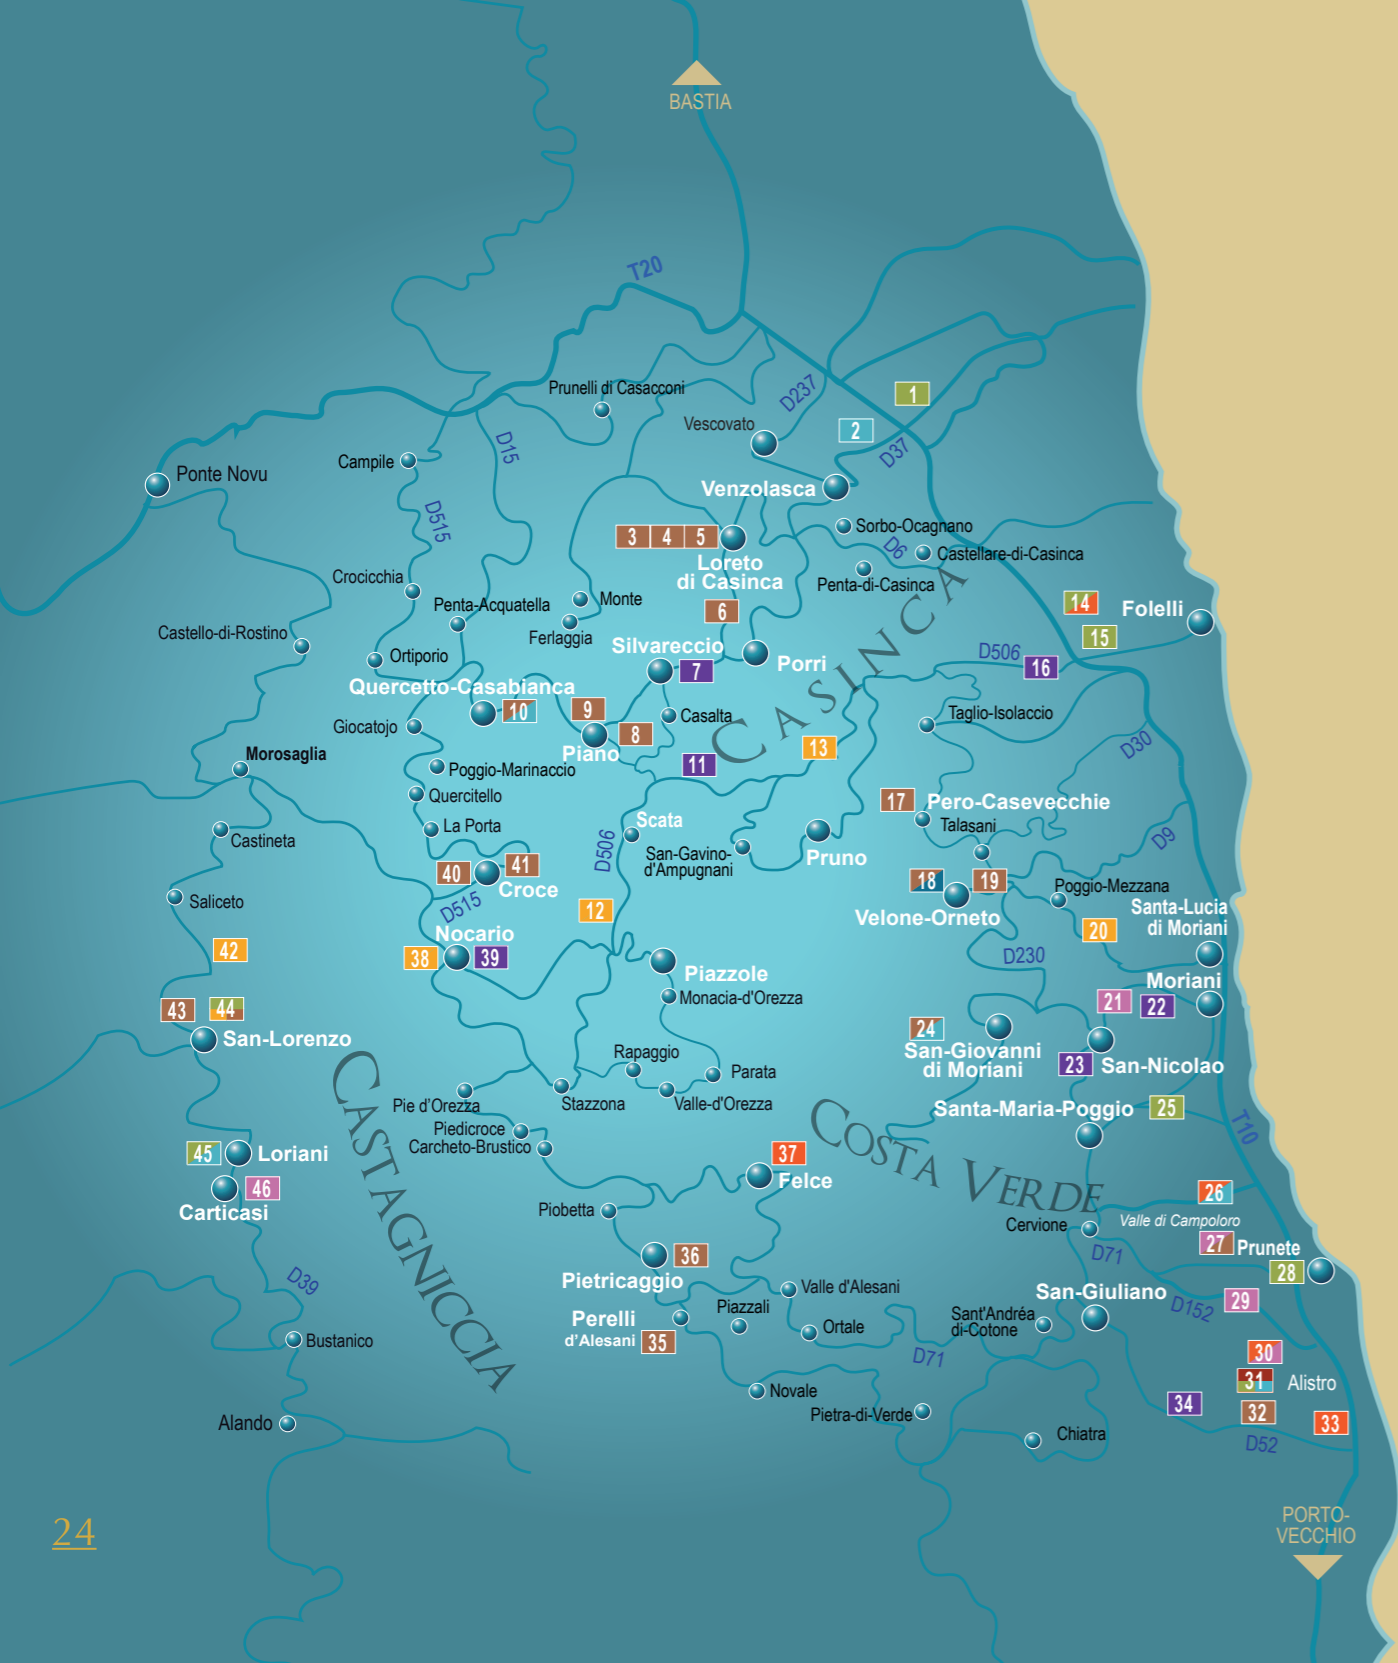 BASTIA
T20
Prunelli di Casacconi
D237
1
Vescovato
2
D15
D37
Campile
Ponte Novu
Venzolasca
D515
Sorbo-Ocagnano
3 4 5
D6
Castellare-di-Casinca
Loreto
di Casinca
Penta-di-Casinca
Crocicchia
Penta-Acquatella
Monte
6
14
Folelli
Castello-di-Rostino
Ferlaggia
15
Silvareccio
Ortiporio
7
Porri
D506
16
CASINCA
Quercetto-Casabianca
10
9
Casalta
Taglio-Isolaccio
Giocatojo
8
Piano
13
D30
Morosaglia
11
Poggio-Marinaccio
Quercitello
17
Pero-Casevecchie
La Porta
Scata
Talasani
Castineta
D506
San-Gavino-
d'Ampugnani
Pruno
D9
40
41
Croce
18
19
Poggio-Mezzana
Saliceto
D515
12
Velone-Orneto
Santa-Lucia
di Moriani
Nocario
20
42
38
39
D230
Piazzole
Moriani
Monacia-d'Orezza
21
22
43
44
24
San-Lorenzo
San-Giovanni
di Moriani
23
San-Nicolao
Rapaggio
Parata
Pie d'Orezza
Stazzona
Valle-d'Orezza
Santa-Maria-Poggio
25
CASTAGNICCIA
COSTA VERDE
T10
Piedicroce
Carcheto-Brustico
45
Loriani
37
Felce
46
Carticasi
26
Piobetta
Cervione
Valle di Campoloro
27
Prunete
36
D71
28
Pietricaggio
D39
Valle d'Alesani
San-Giuliano
29
D152
Perelli
d'Alesani
35
Piazzali
Ortale
Sant'Andréa
di-Cotone
Bustanico
D71
30
31
Alistro
Novale
34
32
33
Pietra-di-Verde
Alando
Chiatra
D52
24
PORTO-
VECCHIO